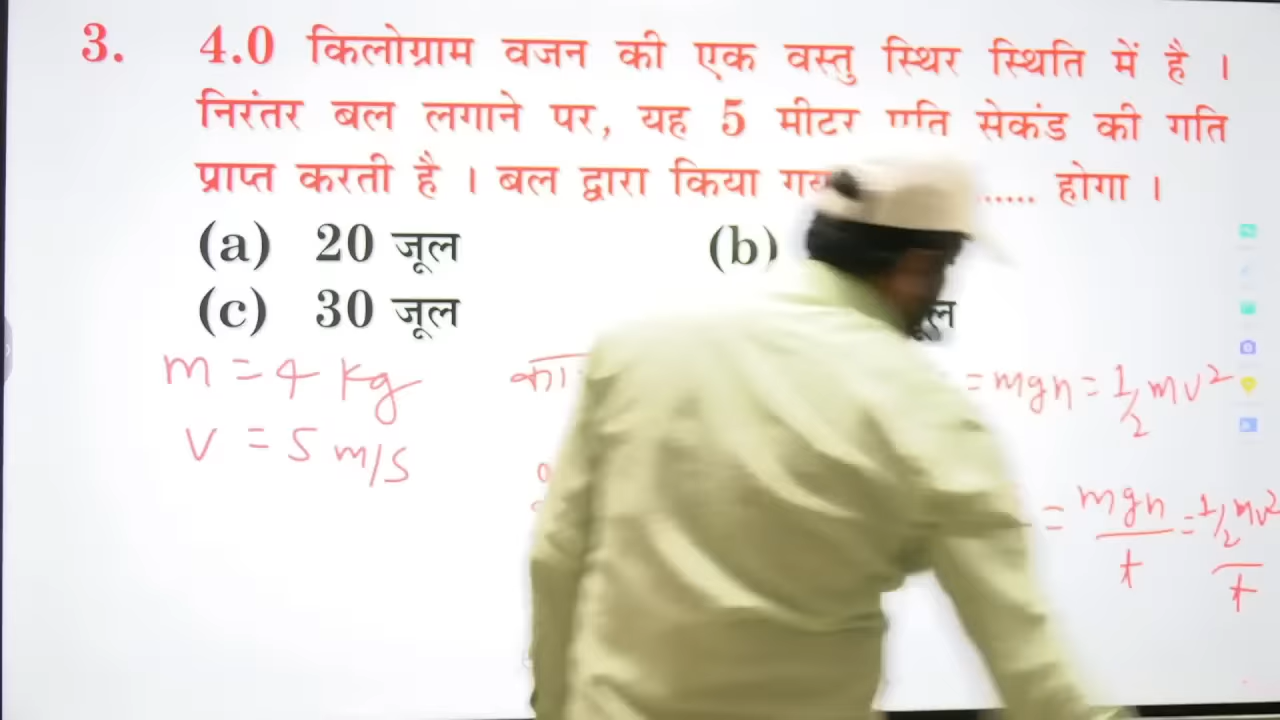 3. 4.0 किलोग्राम वजन की एक वस्तु स्थिर स्थिति में है ।
निरंतर बल लगाने पर, यह 5 मीटर प्रति सेकंड की गति
प्राप्त करती है । बल द्वारा किया ...... होगा ।
(a) 20 जूल (b)
(c) 30 जूल
m = 4 kg
= mgh = 1/2 mv²
v = 5 m/s
= mgh/t = 1/2 mv²/t